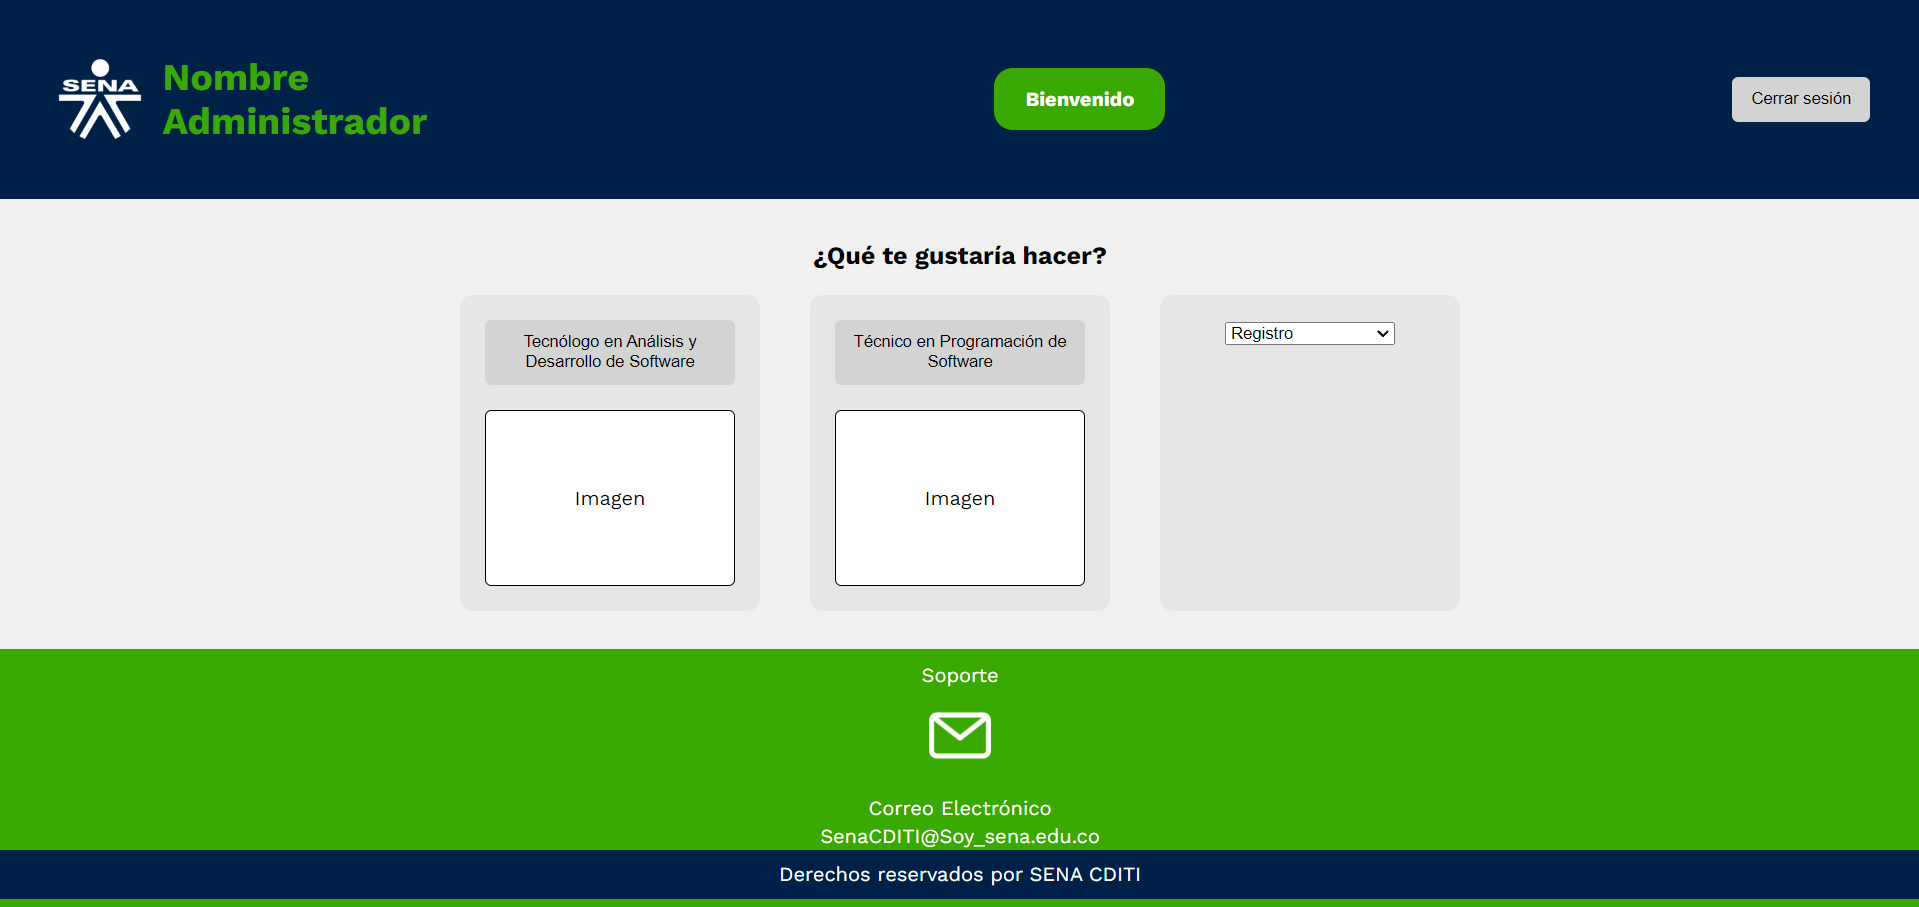 SENA
Nombre
Administrador
Bienvenido
Cerrar sesión
¿Qué te gustaría hacer?
Tecnólogo en Análisis y
Desarrollo de Software
Imagen
Técnico en Programación de
Software
Imagen
Registro
Soporte
Correo Electrónico
SenaCDITI@Soy_sena.edu.co
Derechos reservados por SENA CDITI